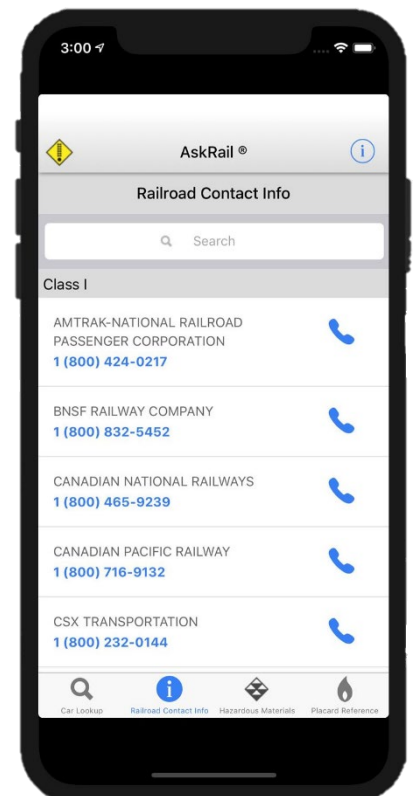 3:00
AskRail ®
Railroad Contact Info
Search
Class I
AMTRAK-NATIONAL RAILROAD
PASSENGER CORPORATION
1 (800) 424-0217
BNSF RAILWAY COMPANY
1 (800) 832-5452
CANADIAN NATIONAL RAILWAYS
1 (800) 465-9239
CANADIAN PACIFIC RAILWAY
1 (800) 716-9132
CSX TRANSPORTATION
1 (800) 232-0144
Car Lookup Railroad Contact Info Hazardous Materials Placard Reference